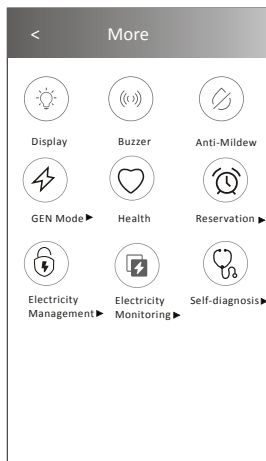 < More
Display Buzzer Anti-Mildew
GEN Mode▶ Health Reservation▶
Electricity Management▶ Electricity Monitoring▶ Self-diagnosis▶